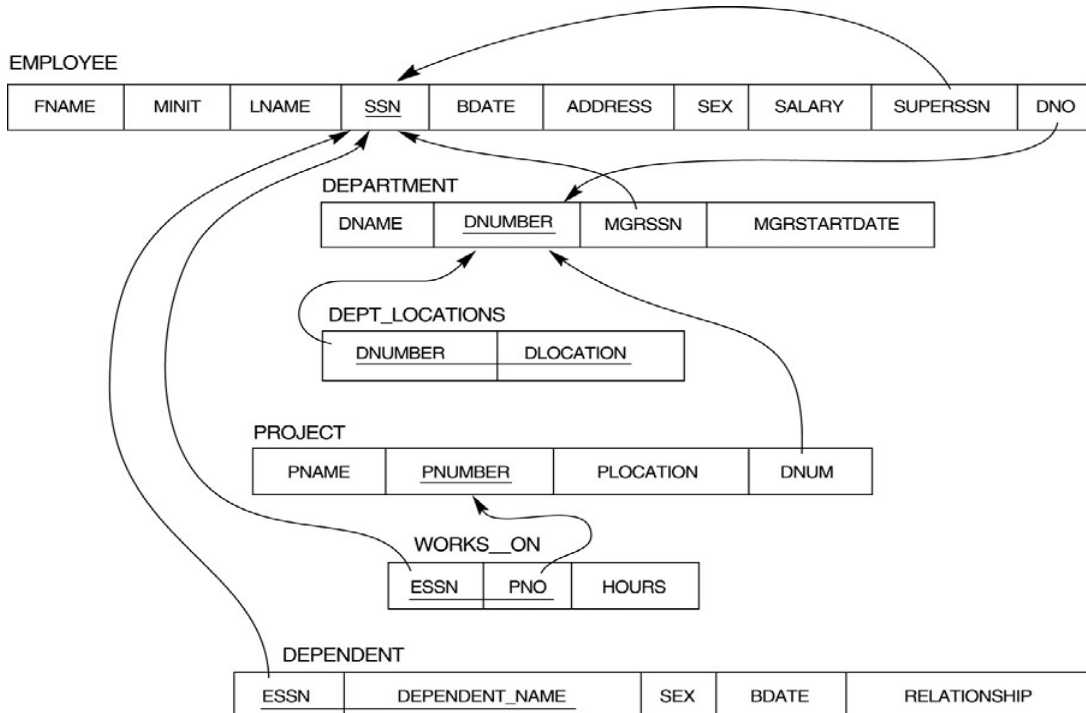 EMPLOYEE
FNAME MINIT LNAME SSN BDATE ADDRESS SEX SALARY SUPERSSN DNO
DEPARTMENT
DNAME DNUMBER MGRSSN MGRSTARTDATE
DEPT_LOCATIONS
DNUMBER DLOCATION
PROJECT
PNAME PNUMBER PLOCATION DNUM
WORKS__ON
ESSN PNO HOURS
DEPENDENT
ESSN DEPENDENT_NAME SEX BDATE RELATIONSHIP